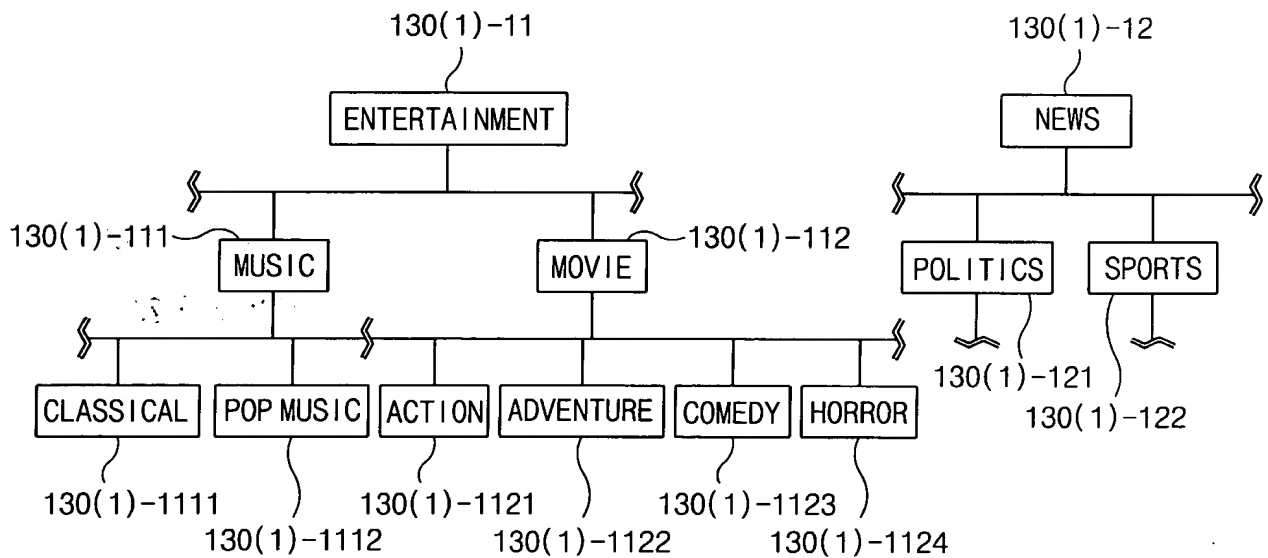 130(1)-11
130(1)-12
ENTERTAINMENT
NEWS
130(1)-111
MUSIC
MOVIE
130(1)-112
POLITICS
SPORTS
130(1)-121
130(1)-122
CLASSICAL
POP MUSIC
ACTION
ADVENTURE
COMEDY
HORROR
130(1)-1111
130(1)-1112
130(1)-1121
130(1)-1122
130(1)-1123
130(1)-1124